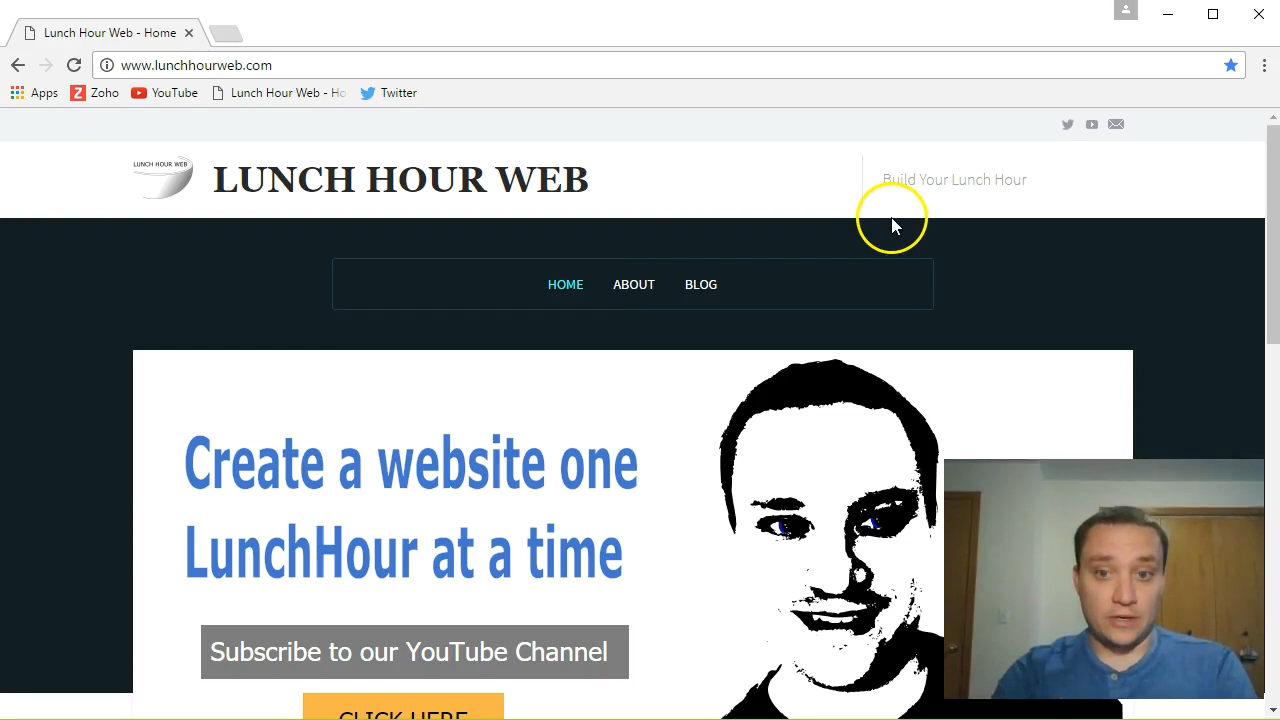 Lunch Hour Web - Home
www.lunchhourweb.com
Apps Zoho YouTube Lunch Hour Web - Ho Twitter
LUNCH HOUR WEB
LUNCH HOUR WEB
Build Your Lunch Hour
HOME ABOUT BLOG
Create a website one
LunchHour at a time
Subscribe to our YouTube Channel
CLICK HERE